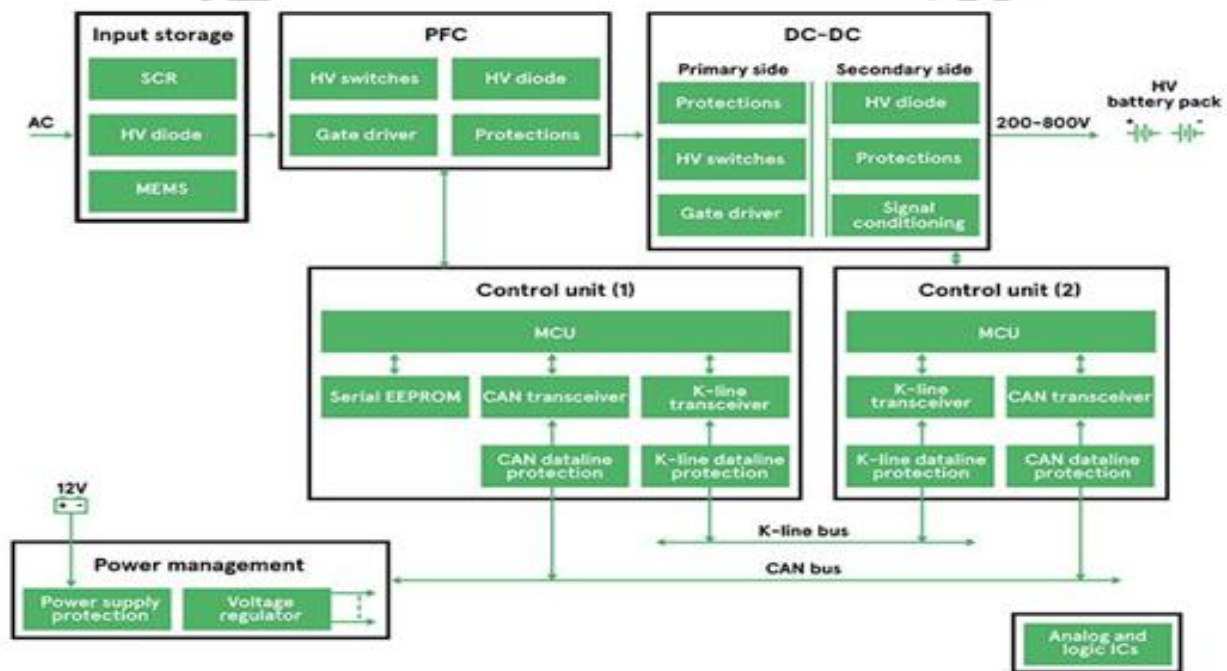 Input storage
SCR
HV diode
MEMS
AC
PFC
HV switches
HV diode
Gate driver
Protections
DC-DC
Primary side
Secondary side
Protections
HV diode
HV switches
Protections
Gate driver
Signal
conditioning
200-800V
HV
battery pack
Control unit (1)
MCU
Serial EEPROM
CAN transceiver
K-line
transceiver
CAN dataline
protection
K-line dataline
protection
Control unit (2)
MCU
K-line
transceiver
CAN transceiver
K-line dataline
protection
CAN dataline
protection
K-line bus
CAN bus
12V
Power management
Power supply
protection
Voltage
regulator
Analog and
logic ICs